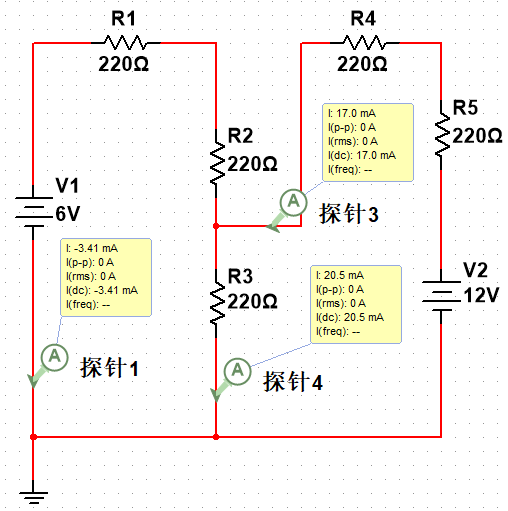 R1
220Ω
R4
220Ω
R2
220Ω
R5
220Ω
I: 17.0 mA
I(p-p): 0 A
I(rms): 0 A
I(dc): 17.0 mA
I(freq): --
A
探针3
V1
6V
I: -3.41 mA
I(p-p): 0 A
I(rms): 0 A
I(dc): -3.41 mA
I(freq): --
A
探针1
R3
220Ω
I: 20.5 mA
I(p-p): 0 A
I(rms): 0 A
I(dc): 20.5 mA
I(freq): --
A
探针4
V2
12V